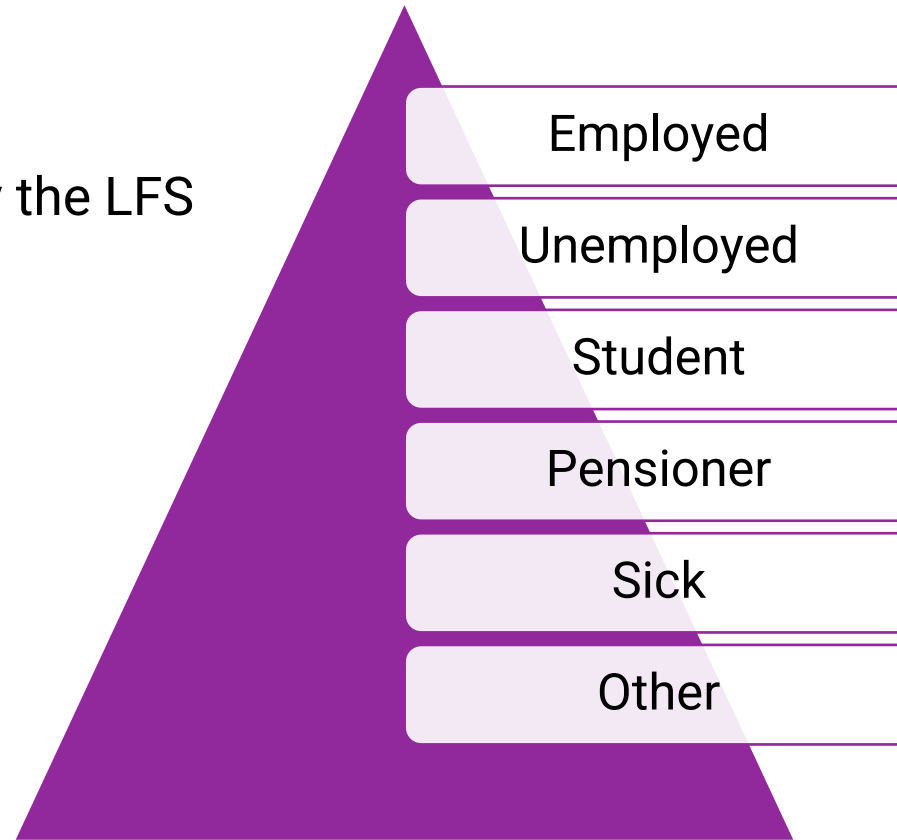 the LFS
Employed
Unemployed
Student
Pensioner
Sick
Other